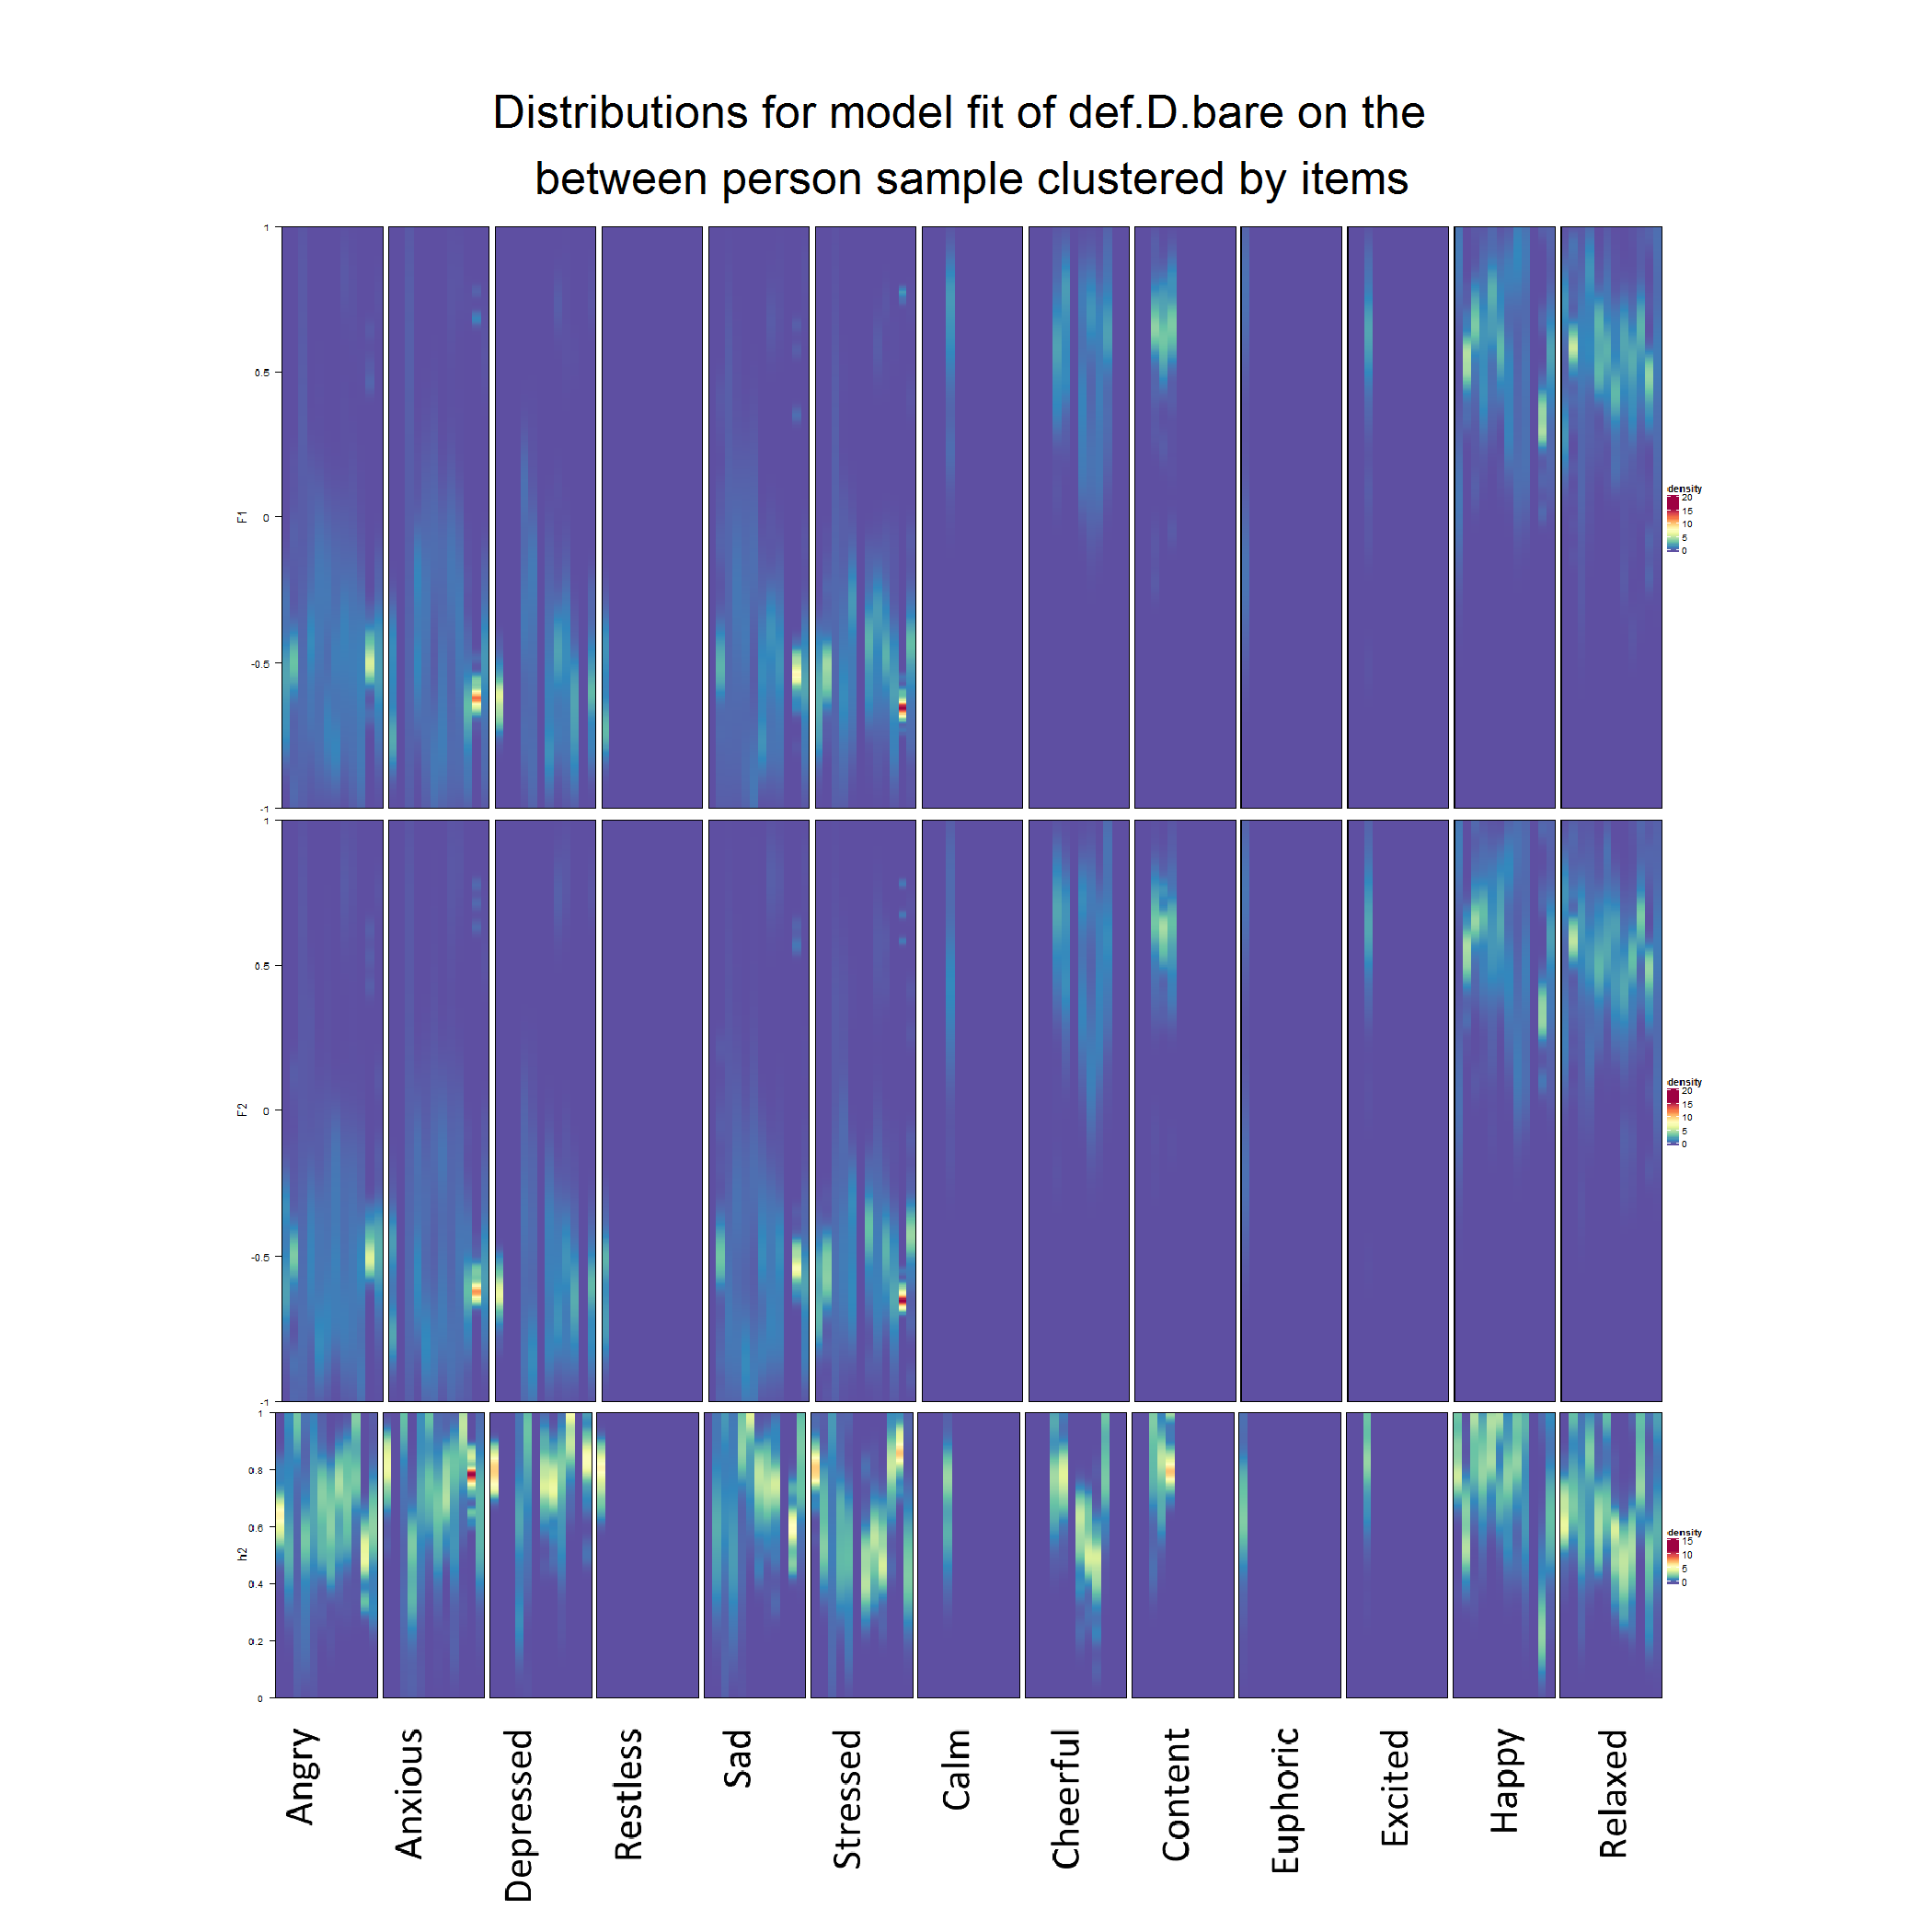 Distributions for model fit of def.D.bare on the
between person sample clustered by items
1
0.5
0
-0.5
-1
F1
density
20
15
10
5
0
1
0.5
0
-0.5
-1
F2
density
20
15
10
5
0
1
0.8
0.6
0.4
0.2
0
h2
density
15
10
5
0
Angry
Anxious
Depressed
Restless
Sad
Stressed
Calm
Cheerful
Content
Euphoric
Excited
Happy
Relaxed